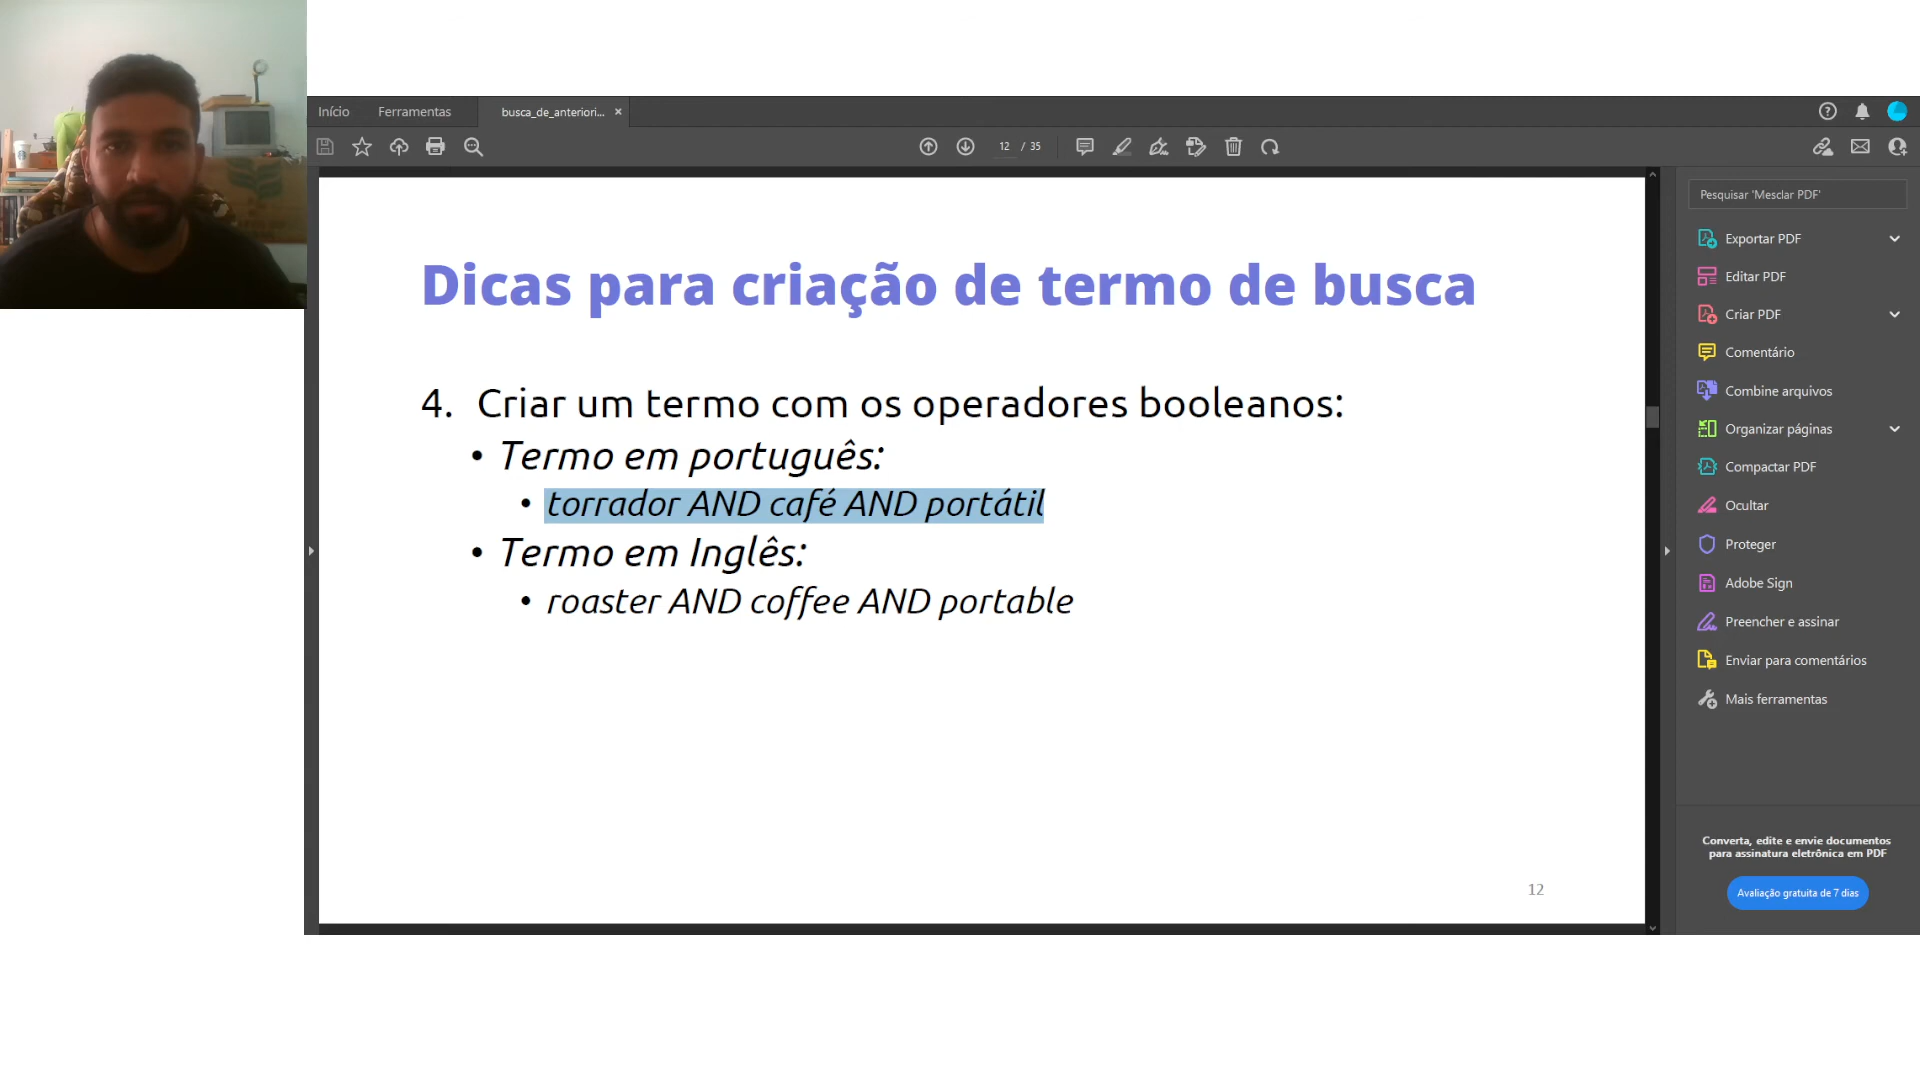 Início Ferramentas busca_de_anteriori... ×
12 / 35
Pesquisar 'Mesclar PDF'
Dicas para criação de termo de busca
4. Criar um termo com os operadores booleanos:
• Termo em português:
• torrador AND café AND portátil
• Termo em Inglês:
• roaster AND coffee AND portable
12
Exportar PDF
Editar PDF
Criar PDF
Comentário
Combine arquivos
Organizar páginas
Compactar PDF
Ocultar
Proteger
Adobe Sign
Preencher e assinar
Enviar para comentários
Mais ferramentas
Converta, edite e envie documentos
para assinatura eletrônica em PDF
Avaliação gratuita de 7 dias